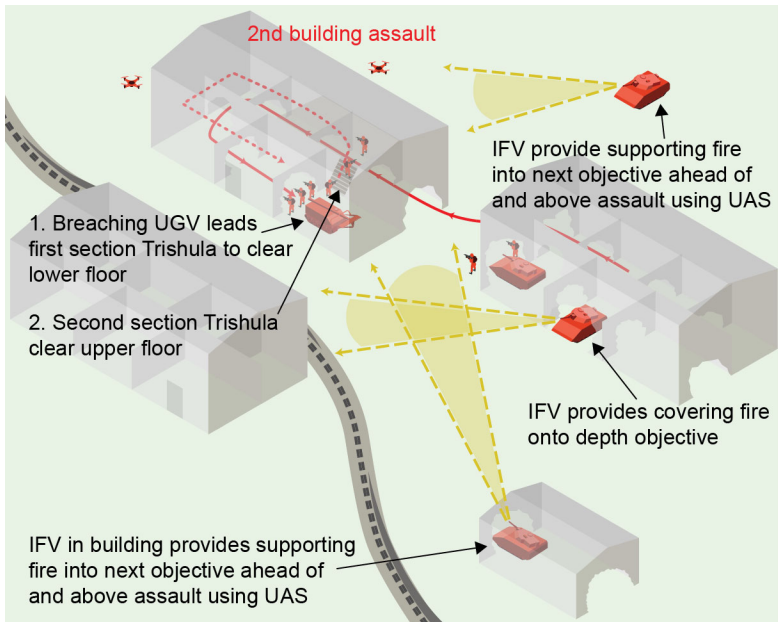 2nd building assault
IFV provide supporting fire
into next objective ahead of
and above assault using UAS
1. Breaching UGV leads
first section Trishula to clear
lower floor
2. Second section Trishula
clear upper floor
IFV provides covering fire
onto depth objective
IFV in building provides supporting
fire into next objective ahead of
and above assault using UAS